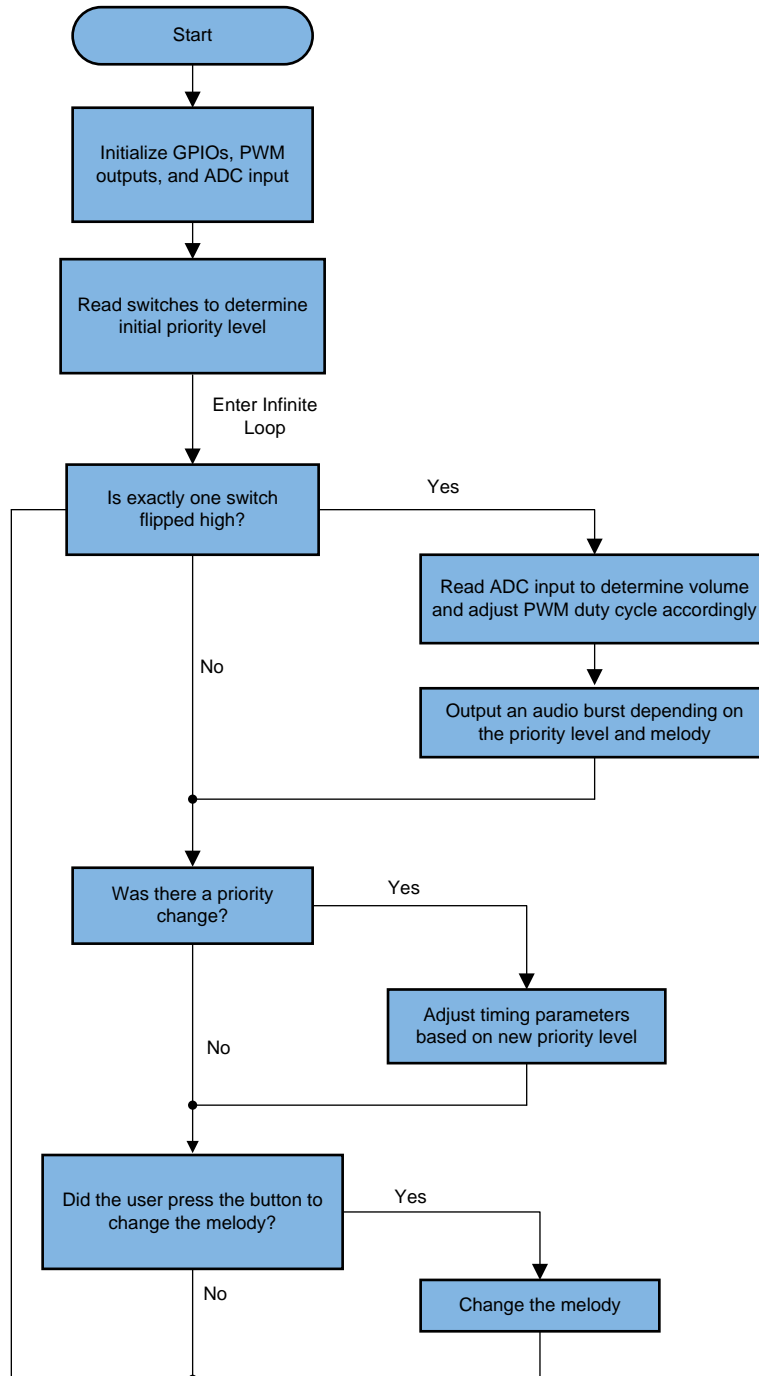 Start
Initialize GPIOs, PWM
outputs, and ADC input
Read switches to determine
initial priority level
Enter Infinite
Loop
Is exactly one switch
flipped high?
Yes
Read ADC input to determine volume
and adjust PWM duty cycle accordingly
No
Output an audio burst depending on
the priority level and melody
Was there a priority
change?
Yes
Adjust timing parameters
based on new priority level
No
Did the user press the button to
change the melody?
Yes
No
Change the melody